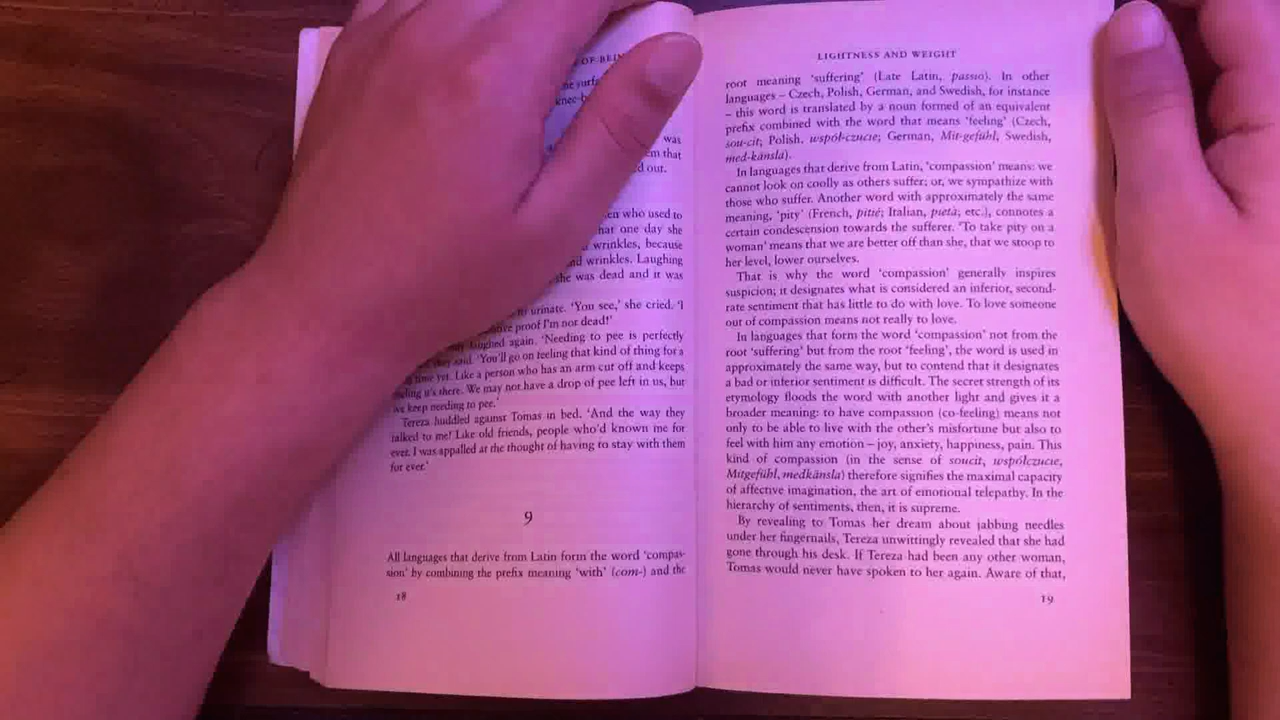 OF BEIN
was
em that
d out.
en who used to
hat one day she
wrinkles, because
nd wrinkles. Laughing
she was dead and it was
to urinate. 'You see,' she cried. 'I
proof I'm not dead!'
laughed again. 'Needing to pee is perfectly
they said. 'You'll go on feeling that kind of thing for a
time yet. Like a person who has an arm cut off and keeps
feeling it's there. We may not have a drop of pee left in us, but
we keep needing to pee.'
Tereza huddled against Tomas in bed. 'And the way they
talked to me! Like old friends, people who'd known me for
ever. I was appalled at the thought of having to stay with them
for ever.'
9
All languages that derive from Latin form the word 'compas-
sion' by combining the prefix meaning 'with' (com-) and the
18
LIGHTNESS AND WEIGHT
root meaning 'suffering' (Late Latin, passio). In other
languages – Czech, Polish, German, and Swedish, for instance
– this word is translated by a noun formed of an equivalent
prefix combined with the word that means 'feeling' (Czech,
sou-cit; Polish, współ-czucie; German, Mit-gefühl, Swedish,
med-känsla).
In languages that derive from Latin, 'compassion' means: we
cannot look on coolly as others suffer; or, we sympathize with
those who suffer. Another word with approximately the same
meaning, 'pity' (French, pitié; Italian, pietà; etc.), connotes a
certain condescension towards the sufferer. 'To take pity on a
woman' means that we are better off than she, that we stoop to
her level, lower ourselves.
That is why the word 'compassion' generally inspires
suspicion; it designates what is considered an inferior, second-
rate sentiment that has little to do with love. To love someone
out of compassion means not really to love.
In languages that form the word 'compassion' not from the
root 'suffering' but from the root 'feeling', the word is used in
approximately the same way, but to contend that it designates
a bad or inferior sentiment is difficult. The secret strength of its
etymology floods the word with another light and gives it a
broader meaning: to have compassion (co-feeling) means not
only to be able to live with the other's misfortune but also to
feel with him any emotion – joy, anxiety, happiness, pain. This
kind of compassion (in the sense of soucit, współczucie,
Mitgefühl, medkänsla) therefore signifies the maximal capacity
of affective imagination, the art of emotional telepathy. In the
hierarchy of sentiments, then, it is supreme.
By revealing to Tomas her dream about jabbing needles
under her fingernails, Tereza unwittingly revealed that she had
gone through his desk. If Tereza had been any other woman,
Tomas would never have spoken to her again. Aware of that,
19